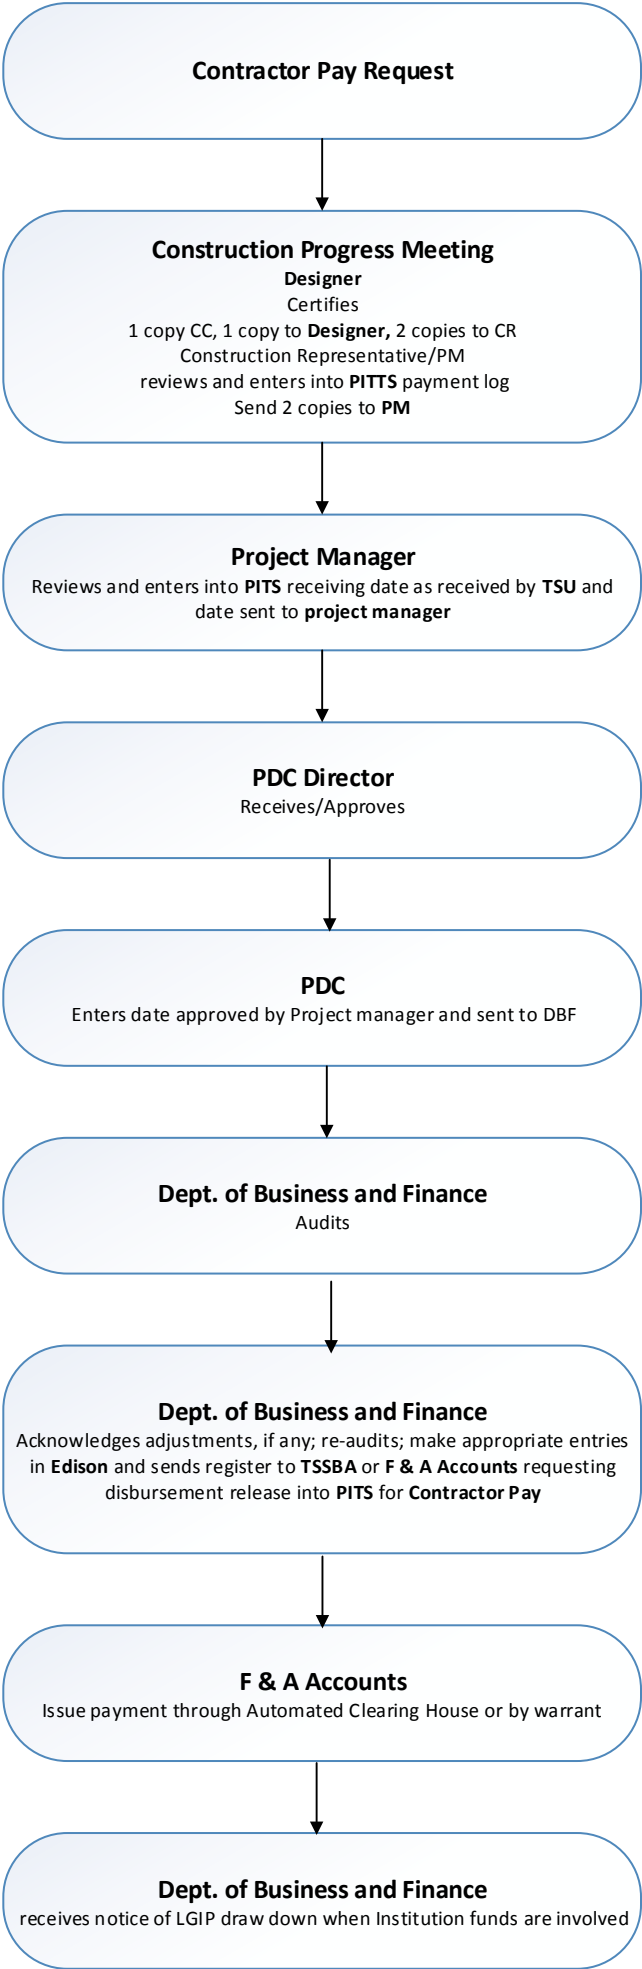 Contractor Pay Request
Construction Progress Meeting
Designer
Certifies
1 copy CC, 1 copy to Designer, 2 copies to CR
Construction Representative/PM
reviews and enters into PITTS payment log
Send 2 copies to PM
Project Manager
Reviews and enters into PITS receiving date as received by TSU and
date sent to project manager
PDC Director
Receives/Approves
PDC
Enters date approved by Project manager and sent to DBF
Dept. of Business and Finance
Audits
Dept. of Business and Finance
Acknowledges adjustments, if any; re-audits; make appropriate entries
in Edison and sends register to TSSBA or F & A Accounts requesting
disbursement release into PITS for Contractor Pay
F & A Accounts
Issue payment through Automated Clearing House or by warrant
Dept. of Business and Finance
receives notice of LGIP draw down when Institution funds are involved